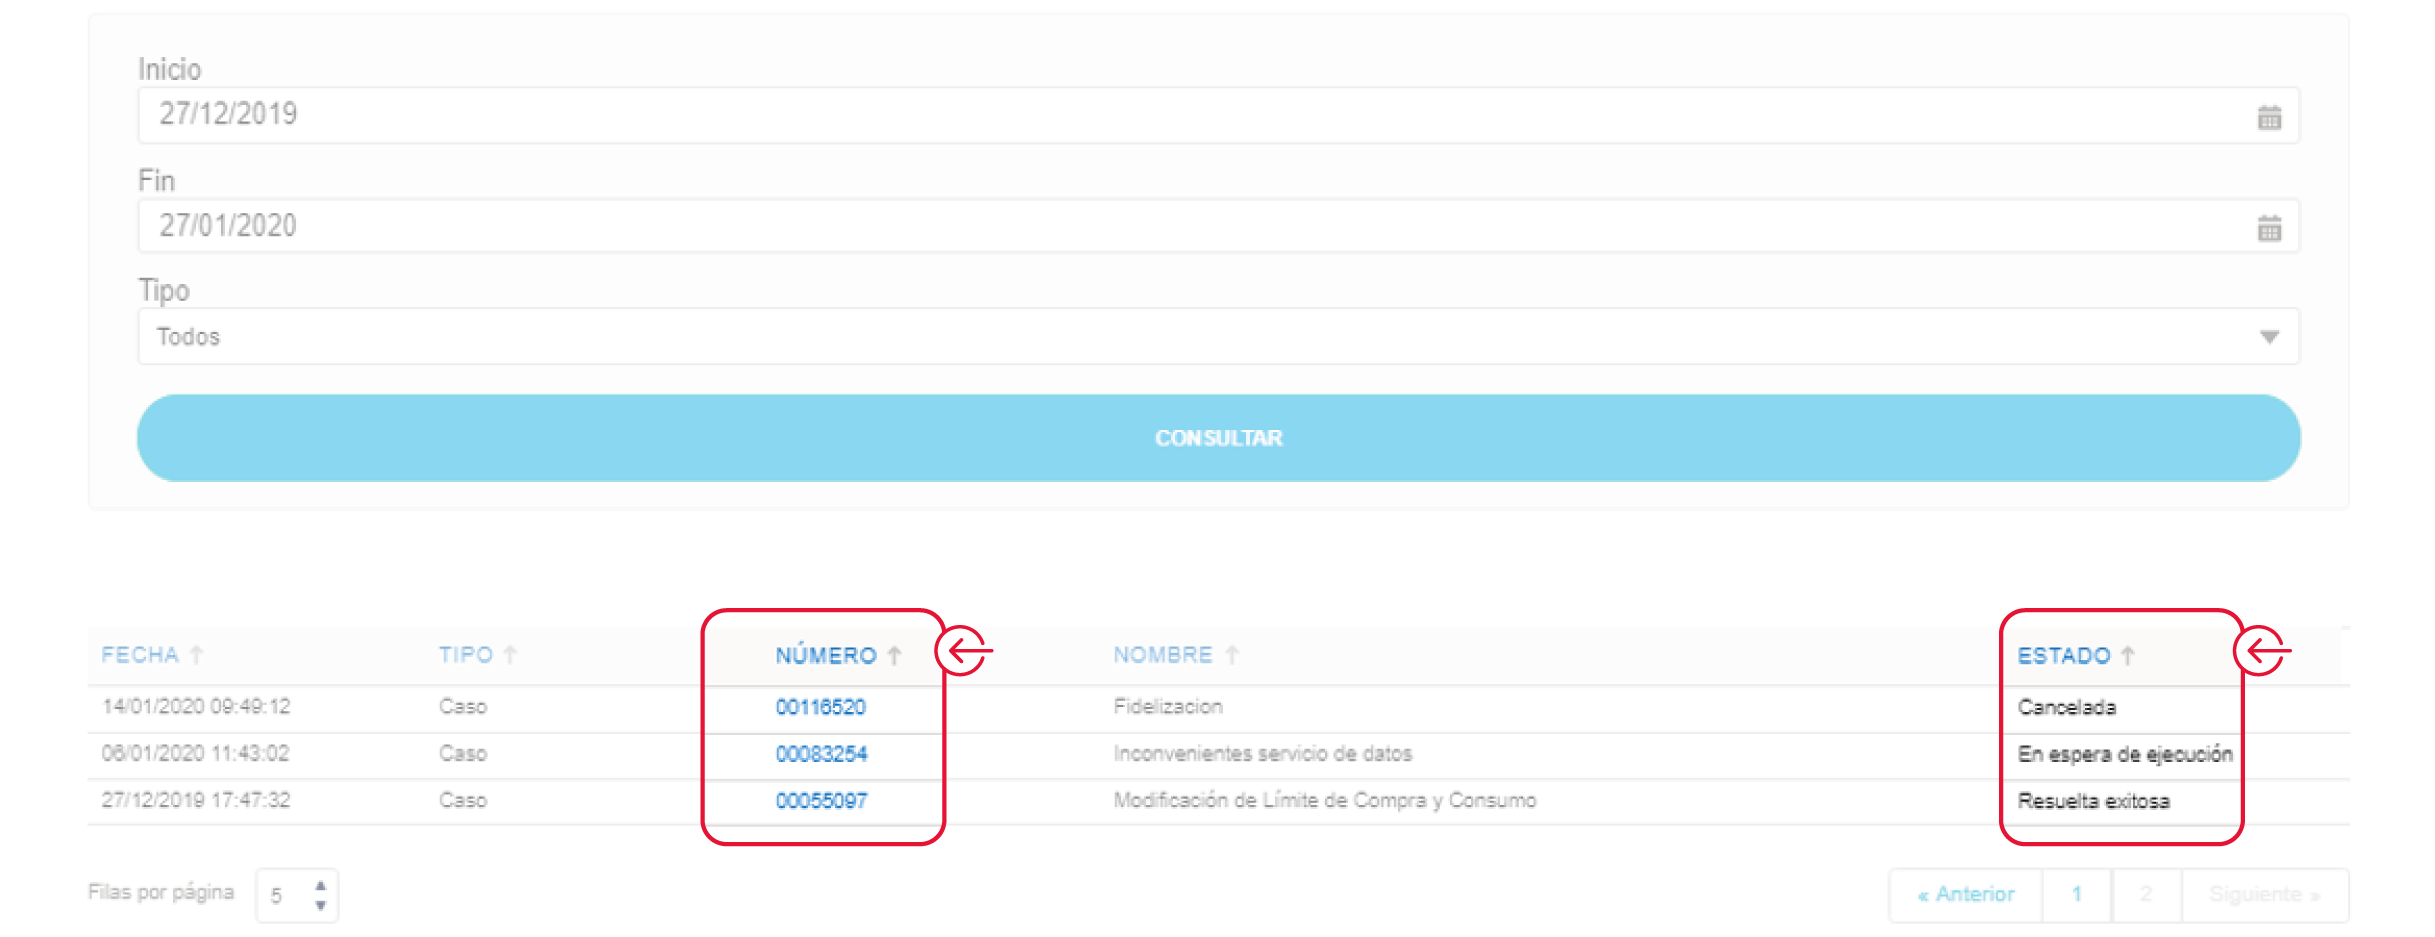 Inicio
27/12/2019
Fin
27/01/2020
Tipo
Todos
CONSULTAR
FECHA ↑ TIPO ↑ NÚMERO ↑ NOMBRE ↑ ESTADO ↑
14/01/2020 09:49:12 Caso 00116520 Fidelizacion Cancelada
06/01/2020 11:43:02 Caso 00083254 Inconvenientes servicio de datos En espera de ejecución
27/12/2019 17:47:32 Caso 00055097 Modificación de Límite de Compra y Consumo Resuelta exitosa
Filas por página 5 « Anterior 1 2 Siguiente »